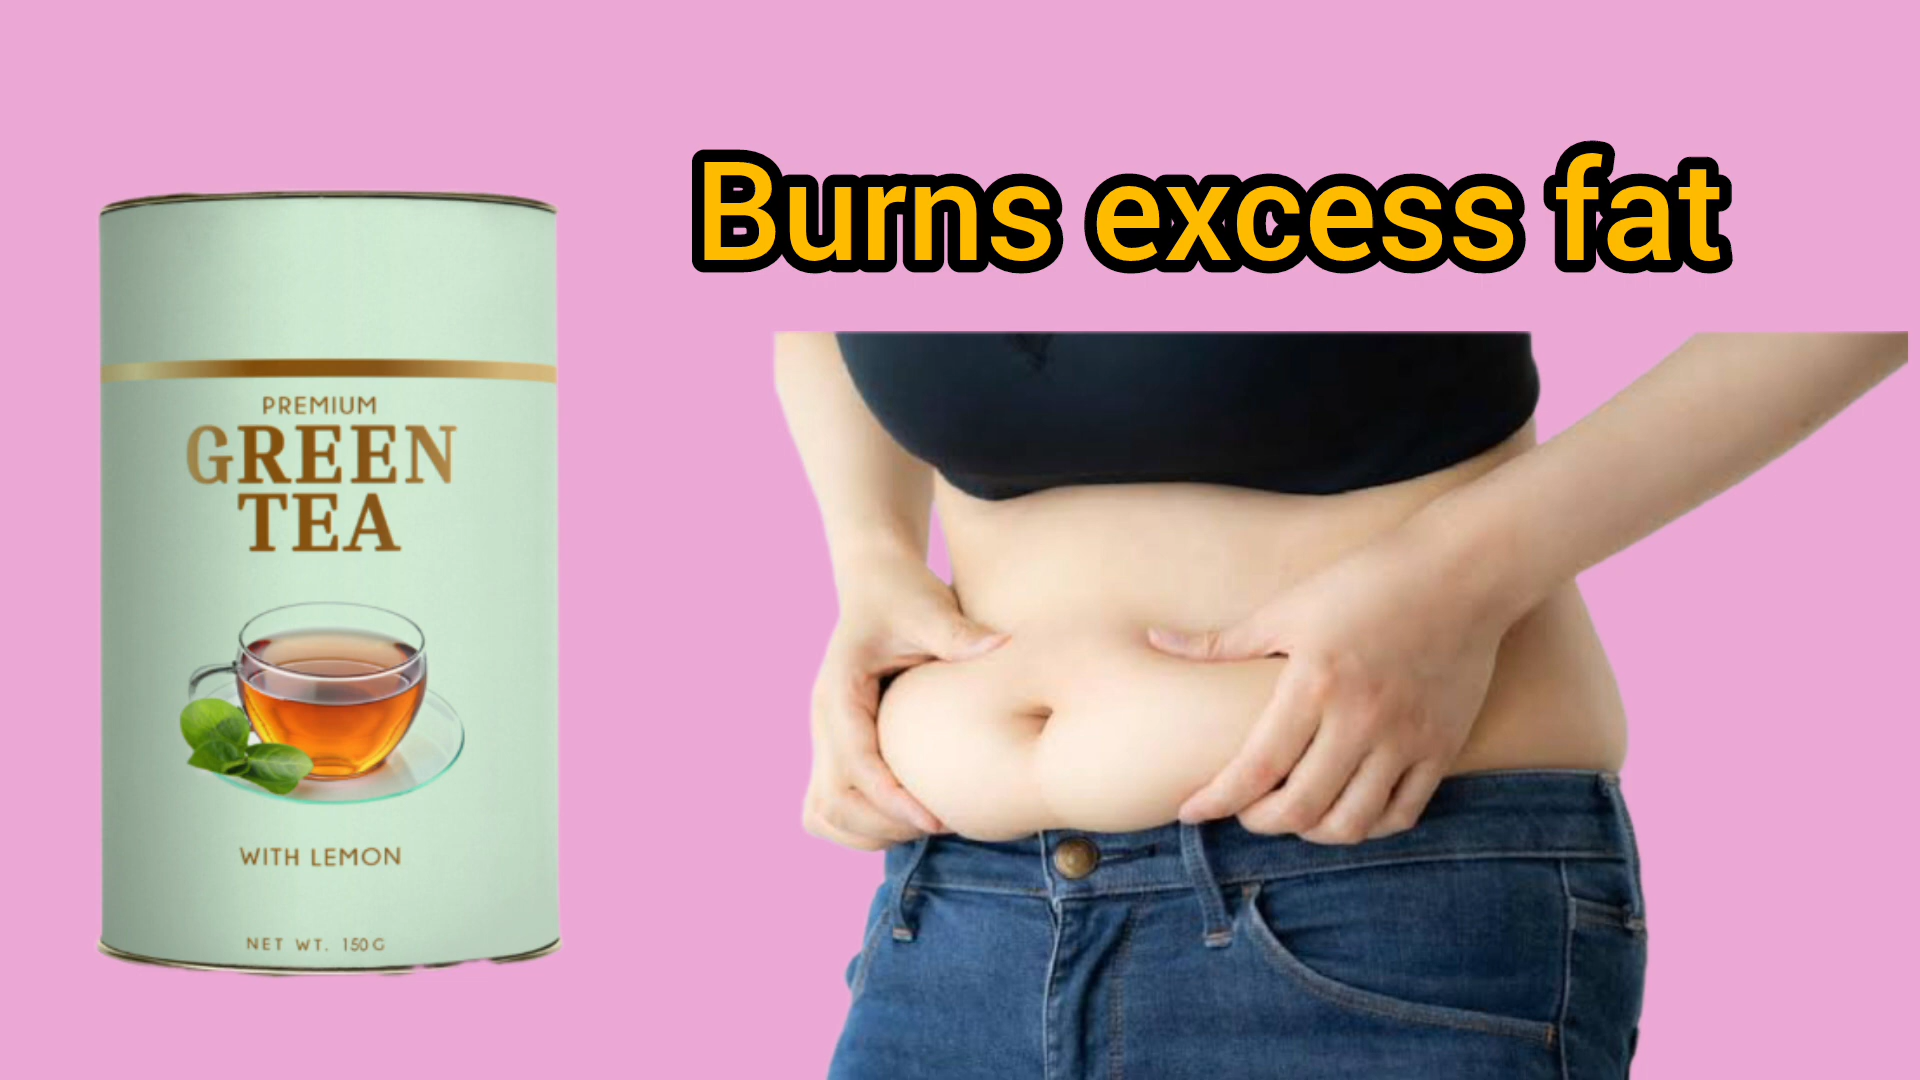 Burns excess fat
PREMIUM
GREEN
TEA
WITH LEMON
NET WT. 150G